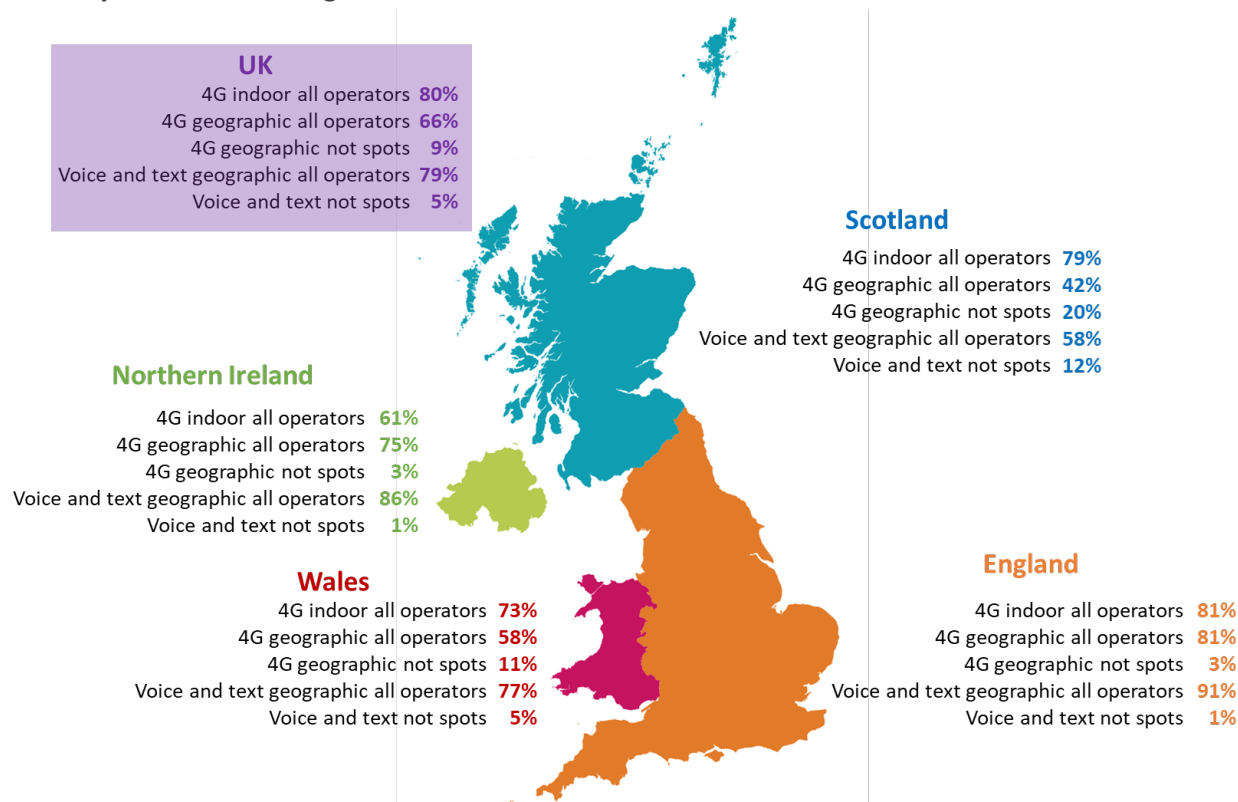 UK
4G indoor all operators 80%
4G geographic all operators 66%
4G geographic not spots 9%
Voice and text geographic all operators 79%
Voice and text not spots 5%
Scotland
4G indoor all operators 79%
4G geographic all operators 42%
4G geographic not spots 20%
Voice and text geographic all operators 58%
Voice and text not spots 12%
Northern Ireland
4G indoor all operators 61%
4G geographic all operators 75%
4G geographic not spots 3%
Voice and text geographic all operators 86%
Voice and text not spots 1%
Wales
4G indoor all operators 73%
4G geographic all operators 58%
4G geographic not spots 11%
Voice and text geographic all operators 77%
Voice and text not spots 5%
England
4G indoor all operators 81%
4G geographic all operators 81%
4G geographic not spots 3%
Voice and text geographic all operators 91%
Voice and text not spots 1%